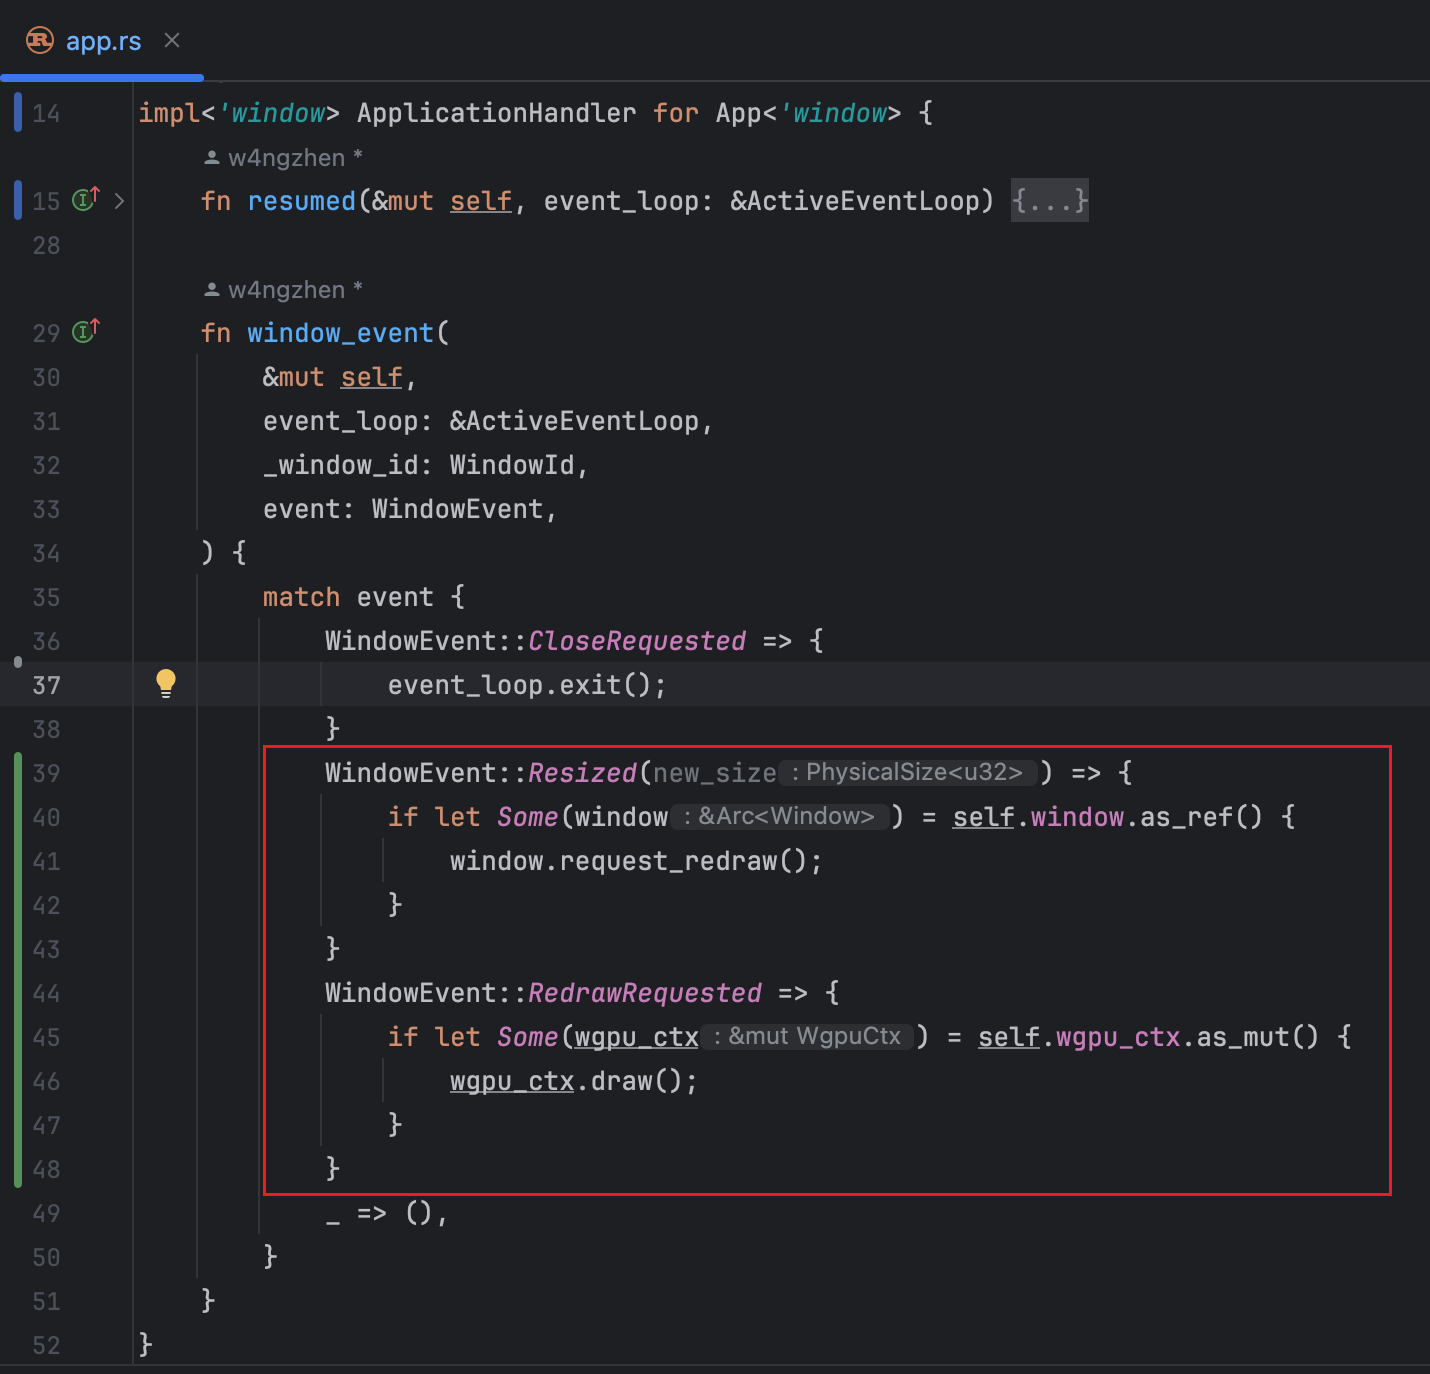 app.rs
14 impl<'window> ApplicationHandler for App<'window> {
w4ngzhen *
15 fn resumed(&mut self, event_loop: &ActiveEventLoop) {...}
28
w4ngzhen *
29 fn window_event(
30 &mut self,
31 event_loop: &ActiveEventLoop,
32 _window_id: WindowId,
33 event: WindowEvent,
34 ) {
35 match event {
36 WindowEvent::CloseRequested => {
37 event_loop.exit();
38 }
39 WindowEvent::Resized(new_size : PhysicalSize<u32> ) => {
40 if let Some(window : &Arc<Window> ) = self.window.as_ref() {
41 window.request_redraw();
42 }
43 }
44 WindowEvent::RedrawRequested => {
45 if let Some(wgpu_ctx : &mut WgpuCtx ) = self.wgpu_ctx.as_mut() {
46 wgpu_ctx.draw();
47 }
48 }
49 _ => (),
50 }
51 }
52 }